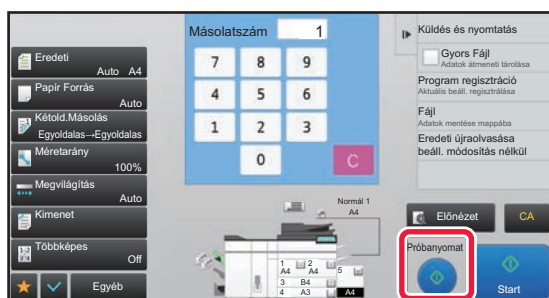 Eredeti
Auto A4
Papír Forrás
Auto
Kétold.Másolás
Egyoldalas→Egyoldalas
Méretarány
100%
Megvilágítás
Auto
Kimenet
Többképes
Off
Egyéb
Másolatszám 1
7 8 9
4 5 6
1 2 3
0 C
Normál 1
A4
1 A4
2 A4
3 B4
4 A3
5 A4
Küldés és nyomtatás
Gyors Fájl
Adatok átmeneti tárolása
Program regisztráció
Aktuális beáll. regisztrálása
Fájl
Adatok mentése mappába
Eredeti újraolvasása
beáll. módosítás nélkül
Előnézet
CA
Próbanyomat
Start